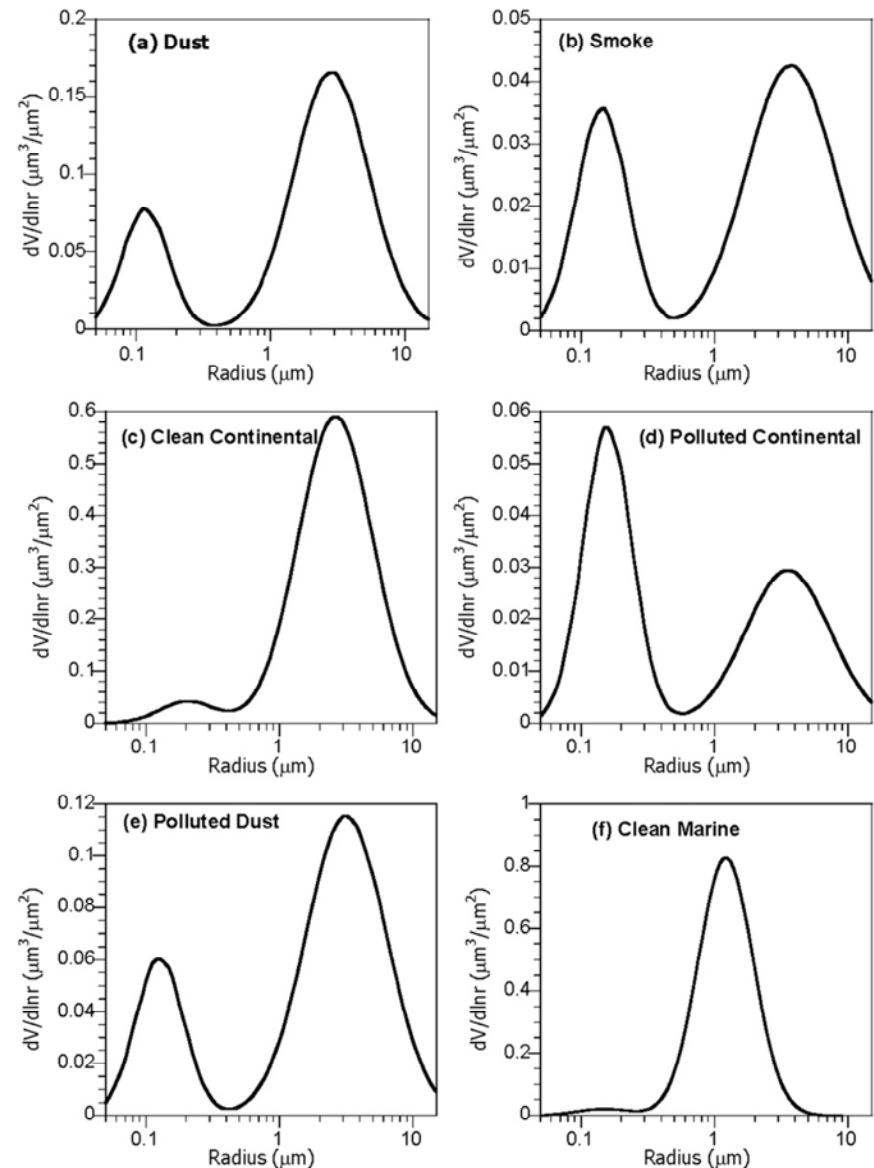 (a) Dust
dV/dlnr (µm³/µm²)
0.2
0.15
0.1
0.05
0
0.1 1 10
Radius (µm)
(b) Smoke
dV/dlnr (µm³/µm²)
0.05
0.04
0.03
0.02
0.01
0
0.1 1 10
Radius (µm)
(c) Clean Continental
dV/dlnr (µm³/µm²)
0.6
0.5
0.4
0.3
0.2
0.1
0
0.1 1 10
Radius (µm)
(d) Polluted Continental
dV/dlnr (µm³/µm²)
0.06
0.05
0.04
0.03
0.02
0.01
0
0.1 1 10
Radius (µm)
(e) Polluted Dust
dV/dlnr (µm³/µm²)
0.12
0.1
0.08
0.06
0.04
0.02
0
0.1 1 10
Radius (µm)
(f) Clean Marine
dV/dlnr (µm³/µm²)
1
0.8
0.6
0.4
0.2
0
0.1 1 10
Radius (µm)